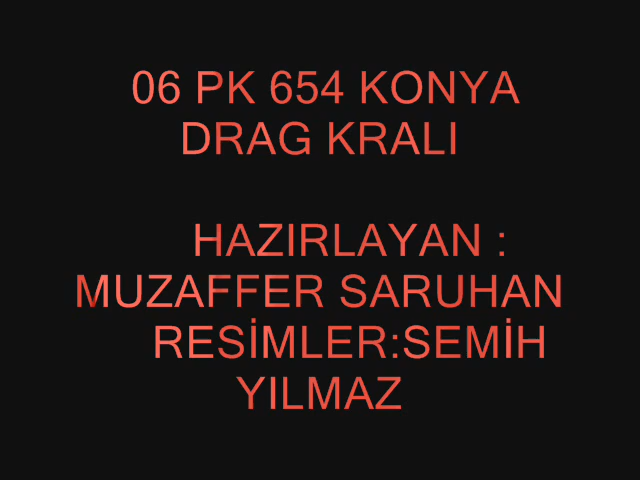 06 PK 654 KONYA
DRAG KRALI
HAZIRLAYAN :
MUZAFFER SARUHAN
RESİMLER:SEMİH
YILMAZ